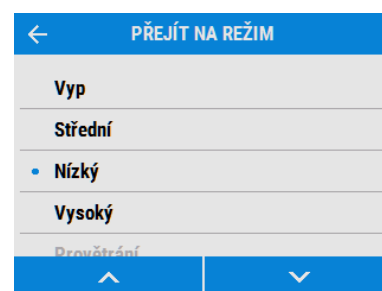 PŘEJÍT NA REŽIM
Vyp
Střední
Nízký
Vysoký
Provětrání